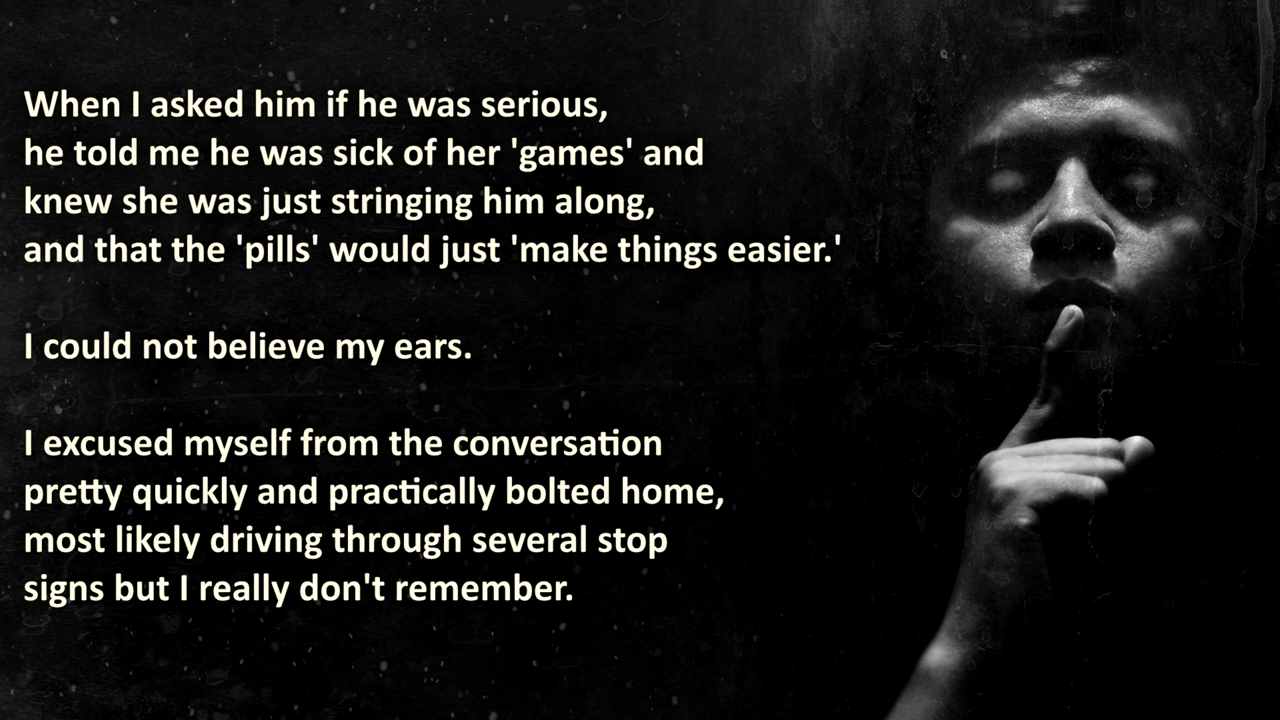 When I asked him if he was serious,
he told me he was sick of her 'games' and
knew she was just stringing him along,
and that the 'pills' would just 'make things easier.'
I could not believe my ears.
I excused myself from the conversation
pretty quickly and practically bolted home,
most likely driving through several stop
signs but I really don't remember.